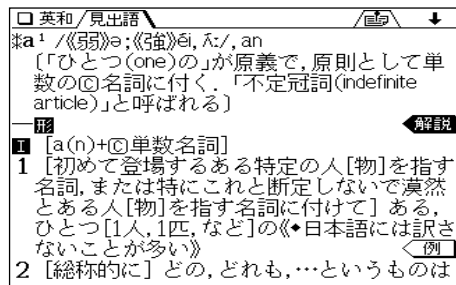 英和/見出語
*a¹ /《弱》ə;《強》éi, ʌ́ː/, an
〔「ひとつ(one)の」が原義で,原則として単
数のⒸ名詞に付く.「不定冠詞(indefinite
article)」と呼ばれる〕
―形 解説
Ⅰ [a(n)+Ⓒ単数名詞]
1 [初めて登場するある特定の人[物]を指す
名詞,または特にこれと断定しないで漠然
とある人[物]を指す名詞に付けて] ある,
ひとつ[1人,1匹,など]の《◆日本語には訳さ
ないことが多い》 例
2 [総称的に] どの,どれも,…というものは